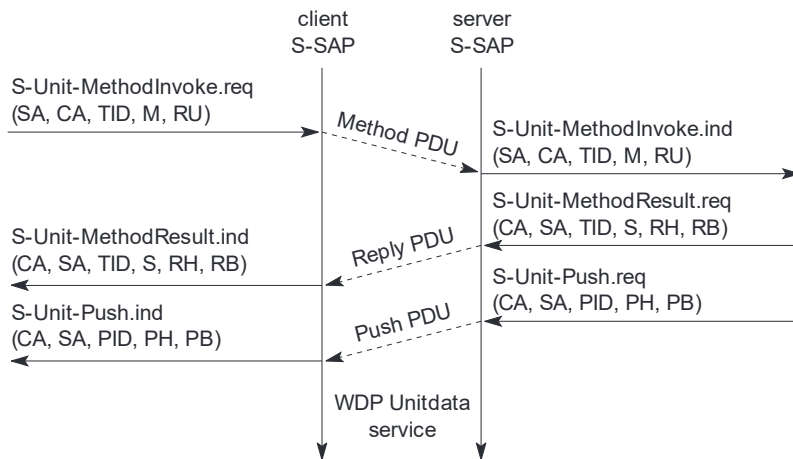 client
S-SAP
server
S-SAP
S-Unit-MethodInvoke.req
(SA, CA, TID, M, RU)
Method PDU
S-Unit-MethodInvoke.ind
(SA, CA, TID, M, RU)
S-Unit-MethodResult.req
(CA, SA, TID, S, RH, RB)
S-Unit-MethodResult.ind
(CA, SA, TID, S, RH, RB)
Reply PDU
S-Unit-Push.req
(CA, SA, PID, PH, PB)
S-Unit-Push.ind
(CA, SA, PID, PH, PB)
Push PDU
WDP Unitdata
service